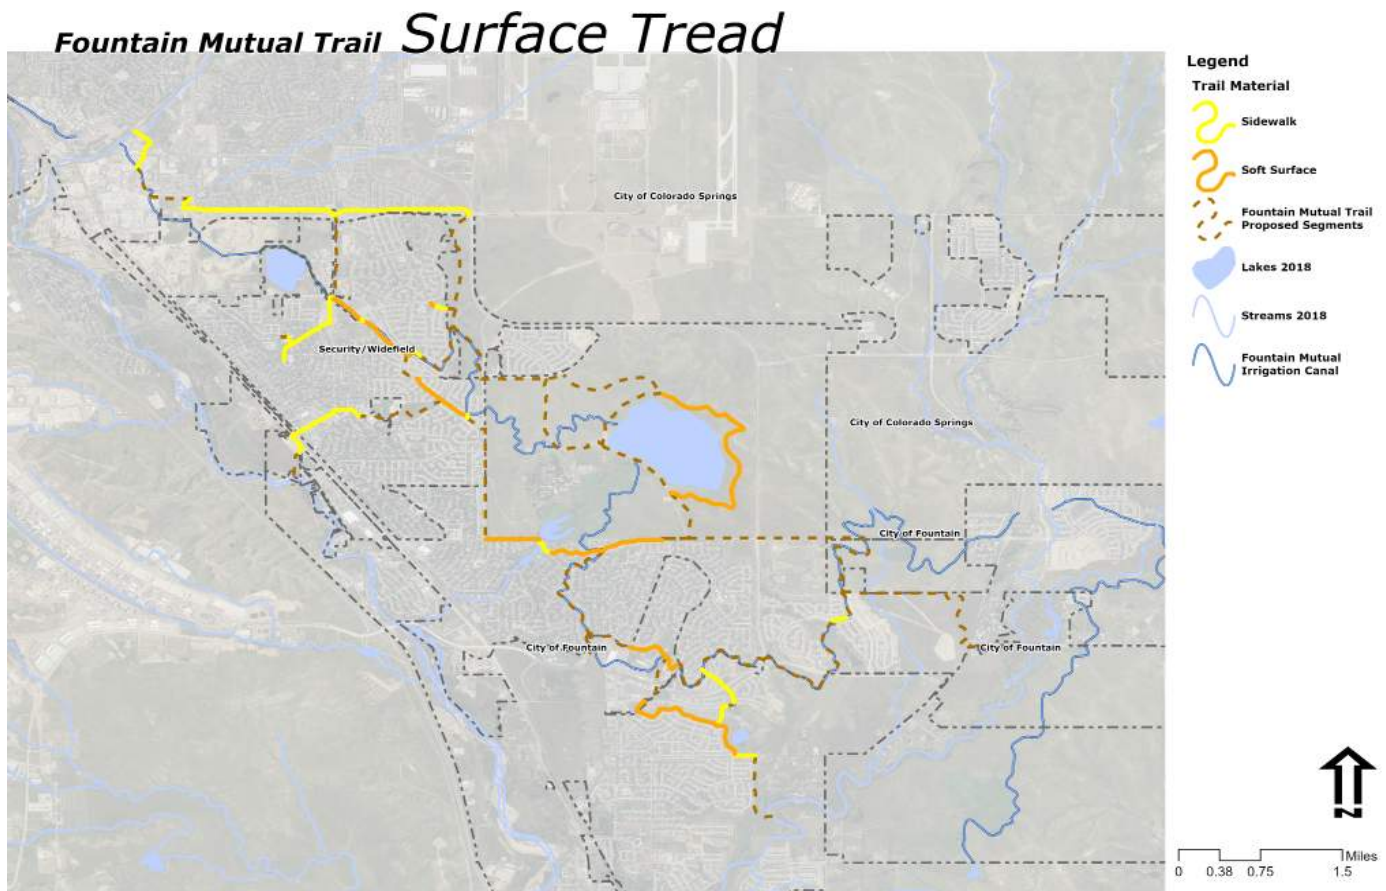 Fountain Mutual Trail Surface Tread
Legend
Trail Material
Sidewalk
Soft Surface
Fountain Mutual Trail
Proposed Segments
Lakes 2018
Streams 2018
Fountain Mutual
Irrigation Canal
City of Colorado Springs
Security/Widefield
City of Colorado Springs
City of Fountain
City of Fountain
City of Fountain
N
Miles
0 0.38 0.75 1.5